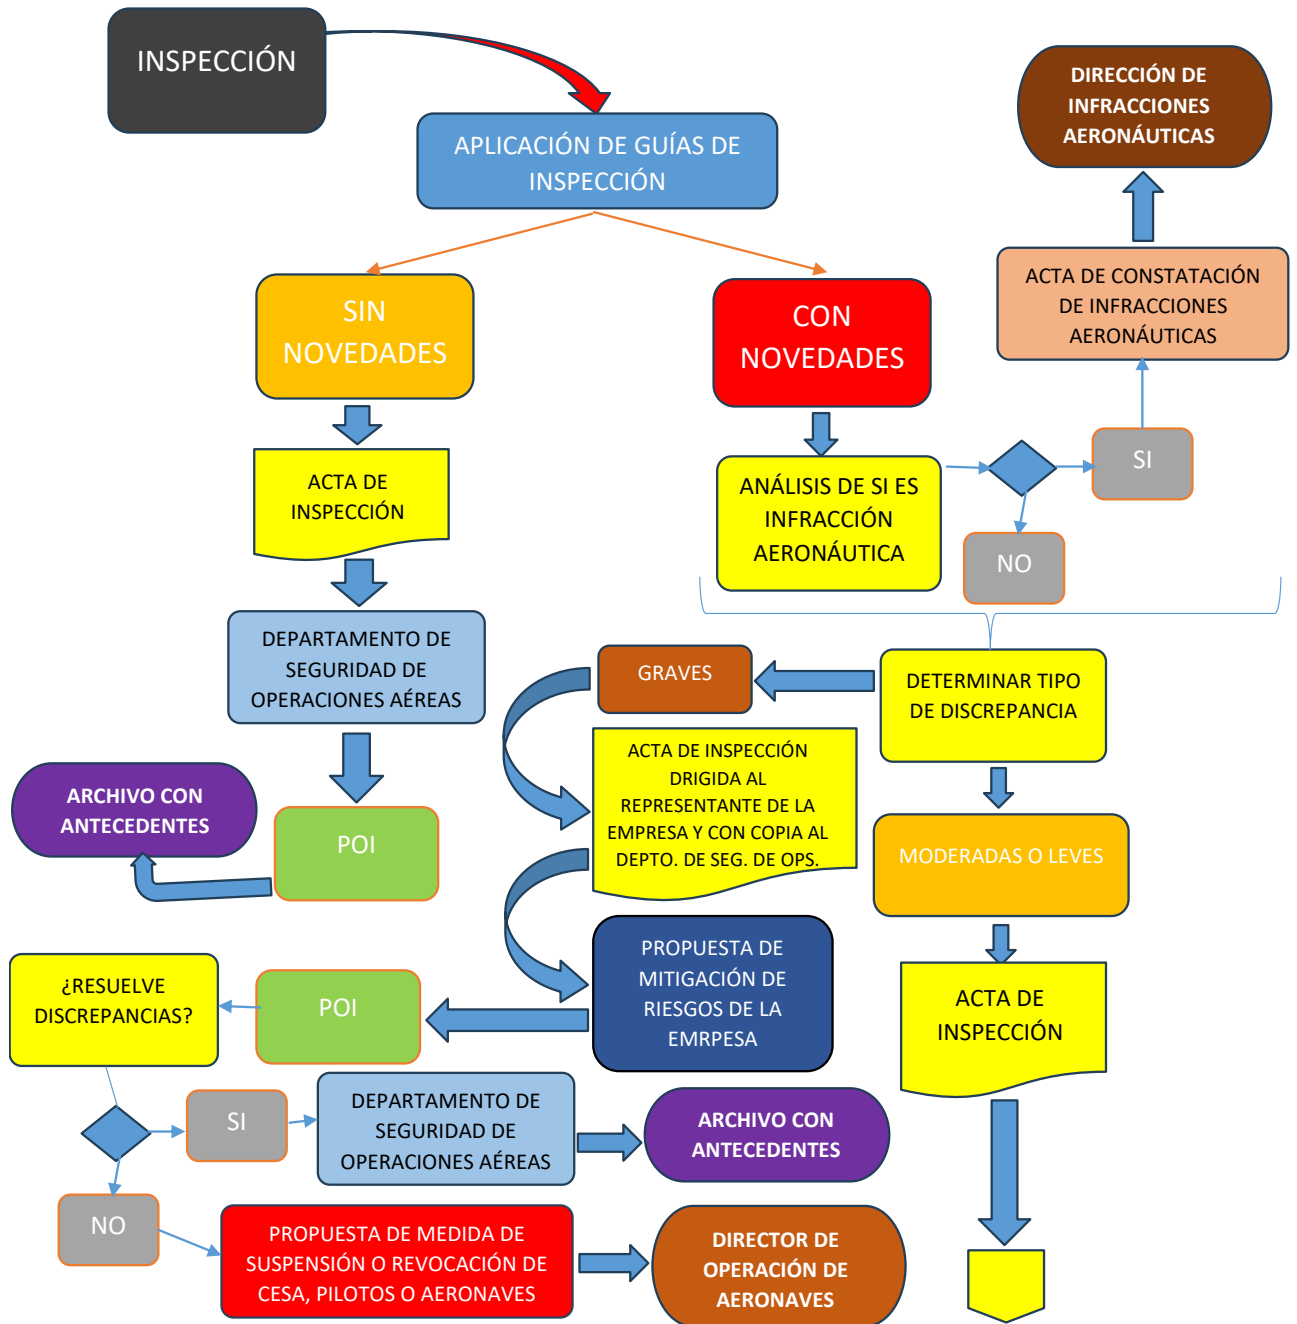 INSPECCIÓN
APLICACIÓN DE GUÍAS DE
INSPECCIÓN
DIRECCIÓN DE
INFRACCIONES
AERONÁUTICAS
ACTA DE CONSTATACIÓN
DE INFRACCIONES
AERONÁUTICAS
SIN
NOVEDADES
CON
NOVEDADES
SI
ACTA DE
INSPECCIÓN
ANÁLISIS DE SI ES
INFRACCIÓN
AERONÁUTICA
NO
DEPARTAMENTO DE
SEGURIDAD DE
OPERACIONES AÉREAS
GRAVES
DETERMINAR TIPO
DE DISCREPANCIA
ACTA DE INSPECCIÓN
DRIGIDA AL
REPRESENTANTE DE LA
EMPRESA Y CON COPIA AL
DEPTO. DE SEG. DE OPS.
ARCHIVO CON
ANTECEDENTES
POI
MODERADAS O LEVES
PROPUESTA DE
MITIGACIÓN DE
RIESGOS DE LA
EMRPESA
¿RESUELVE
DISCREPANCIAS?
POI
ACTA DE
INSPECCIÓN
SI
DEPARTAMENTO DE
SEGURIDAD DE
OPERACIONES AÉREAS
ARCHIVO CON
ANTECEDENTES
NO
PROPUESTA DE MEDIDA DE
SUSPENSIÓN O REVOCACIÓN DE
CESA, PILOTOS O AERONAVES
DIRECTOR DE
OPERACIÓN DE
AERONAVES